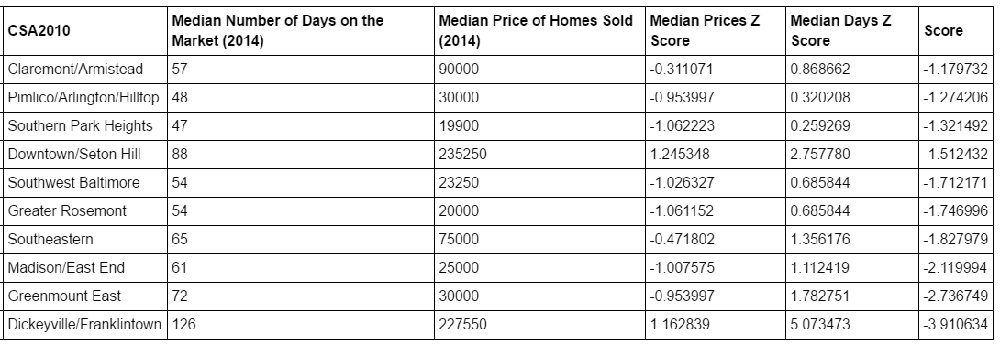 CSA2010 Median Number of Days on the Market (2014) Median Price of Homes Sold (2014) Median Prices Z Score Median Days Z Score Score
Claremont/Armistead 57 90000 -0.311071 0.868662 -1.179732
Pimlico/Arlington/Hilltop 48 30000 -0.953997 0.320208 -1.274206
Southern Park Heights 47 19900 -1.062223 0.259269 -1.321492
Downtown/Seton Hill 88 235250 1.245348 2.757780 -1.512432
Southwest Baltimore 54 23250 -1.026327 0.685844 -1.712171
Greater Rosemont 54 20000 -1.061152 0.685844 -1.746996
Southeastern 65 75000 -0.471802 1.356176 -1.827979
Madison/East End 61 25000 -1.007575 1.112419 -2.119994
Greenmount East 72 30000 -0.953997 1.782751 -2.736749
Dickeyville/Franklintown 126 227550 1.162839 5.073473 -3.910634